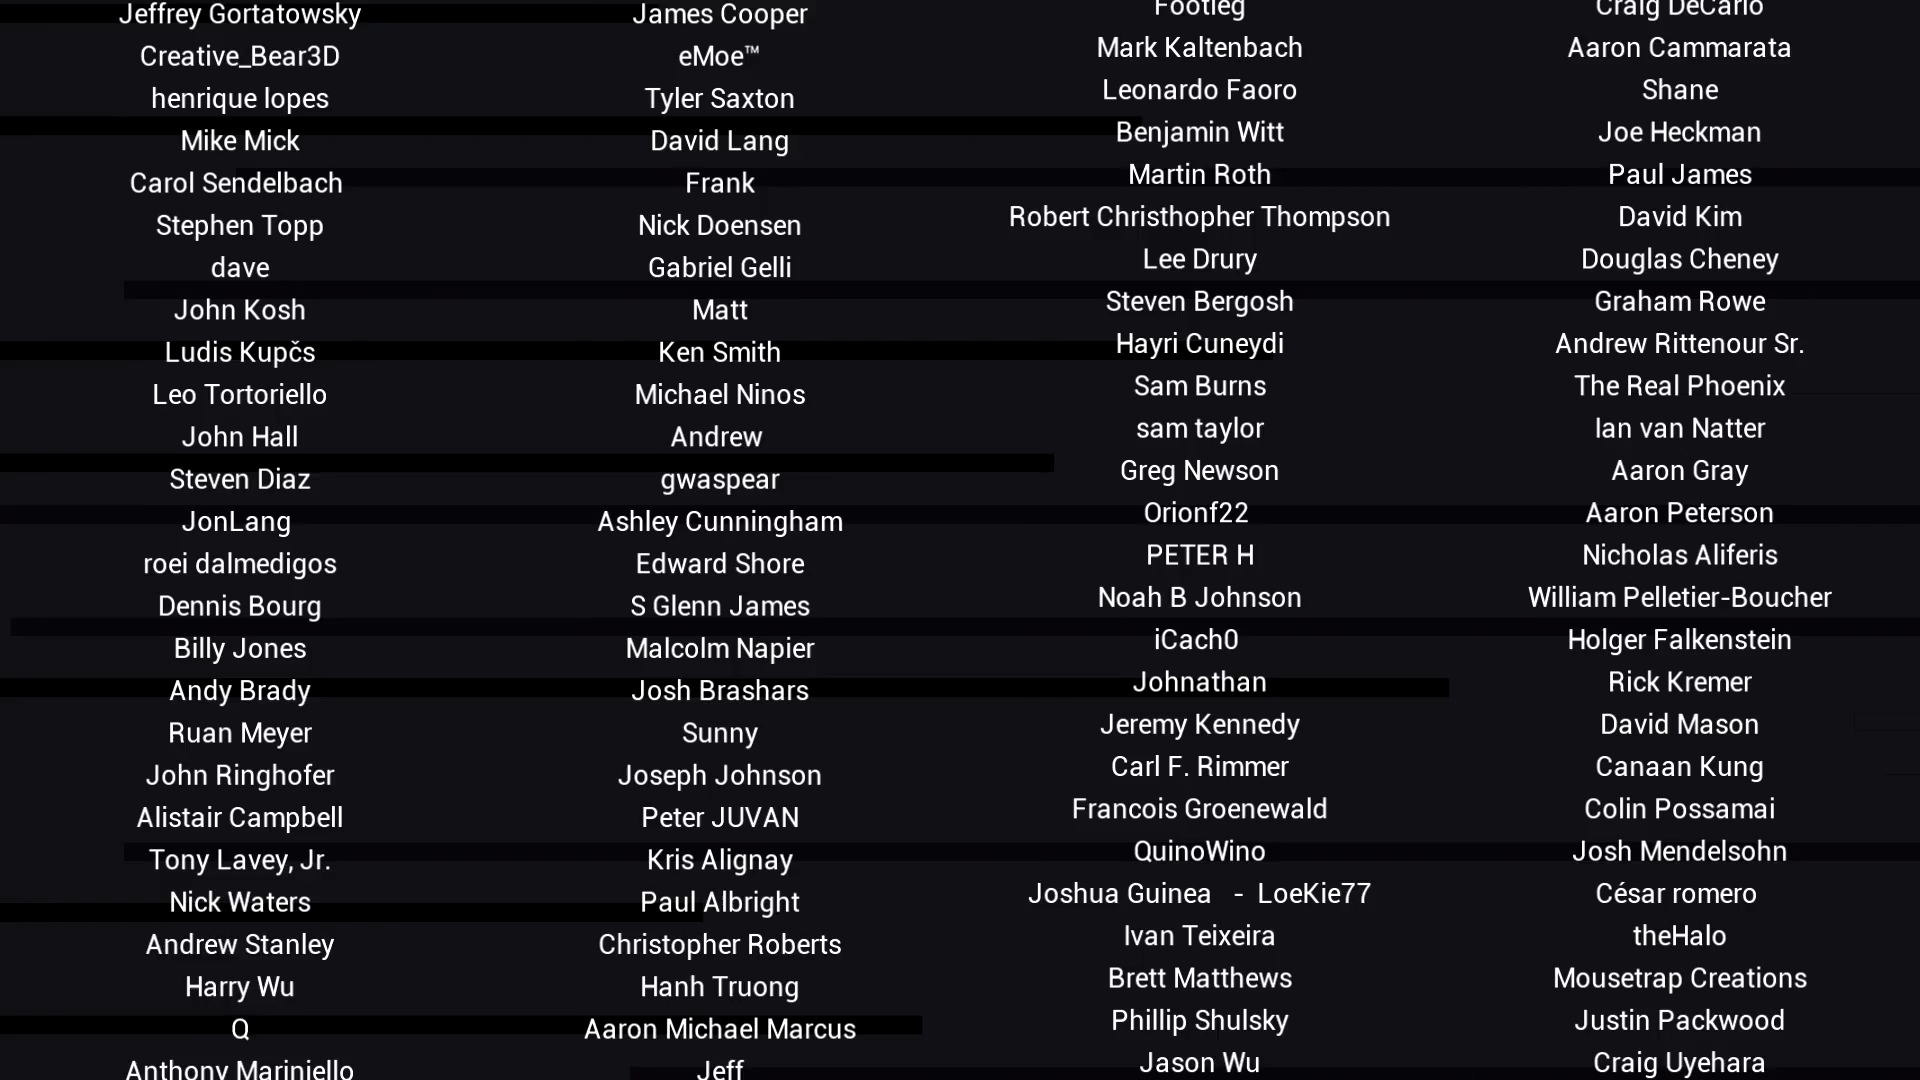 Jeffrey Gortatowsky
Creative_Bear3D
henrique lopes
Mike Mick
Carol Sendelbach
Stephen Topp
dave
John Kosh
Ludis Kupčs
Leo Tortoriello
John Hall
Steven Diaz
JonLang
roei dalmedigos
Dennis Bourg
Billy Jones
Andy Brady
Ruan Meyer
John Ringhofer
Alistair Campbell
Tony Lavey, Jr.
Nick Waters
Andrew Stanley
Harry Wu
Q
Anthony Mariniello
James Cooper
eMoe™
Tyler Saxton
David Lang
Frank
Nick Doensen
Gabriel Gelli
Matt
Ken Smith
Michael Ninos
Andrew
gwaspear
Ashley Cunningham
Edward Shore
S Glenn James
Malcolm Napier
Josh Brashars
Sunny
Joseph Johnson
Peter JUVAN
Kris Alignay
Paul Albright
Christopher Roberts
Hanh Truong
Aaron Michael Marcus
Jeff
Footleg
Mark Kaltenbach
Leonardo Faoro
Benjamin Witt
Martin Roth
Robert Christhopher Thompson
Lee Drury
Steven Bergosh
Hayri Cuneydi
Sam Burns
sam taylor
Greg Newson
Orionf22
PETER H
Noah B Johnson
iCach0
Johnathan
Jeremy Kennedy
Carl F. Rimmer
Francois Groenewald
QuinoWino
Joshua Guinea - LoeKie77
Ivan Teixeira
Brett Matthews
Phillip Shulsky
Jason Wu
Craig DeCarlo
Aaron Cammarata
Shane
Joe Heckman
Paul James
David Kim
Douglas Cheney
Graham Rowe
Andrew Rittenour Sr.
The Real Phoenix
Ian van Natter
Aaron Gray
Aaron Peterson
Nicholas Aliferis
William Pelletier-Boucher
Holger Falkenstein
Rick Kremer
David Mason
Canaan Kung
Colin Possamai
Josh Mendelsohn
César romero
theHalo
Mousetrap Creations
Justin Packwood
Craig Uyehara